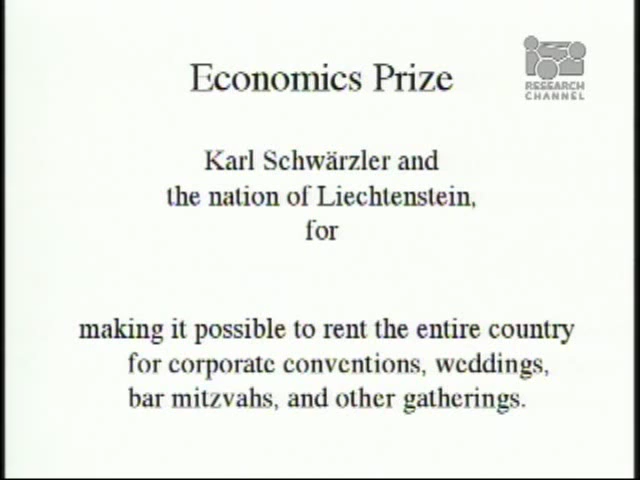 Economics Prize
RESEARCH
CHANNEL
Karl Schwärzler and
the nation of Liechtenstein,
for
making it possible to rent the entire country
for corporate conventions, weddings,
bar mitzvahs, and other gatherings.